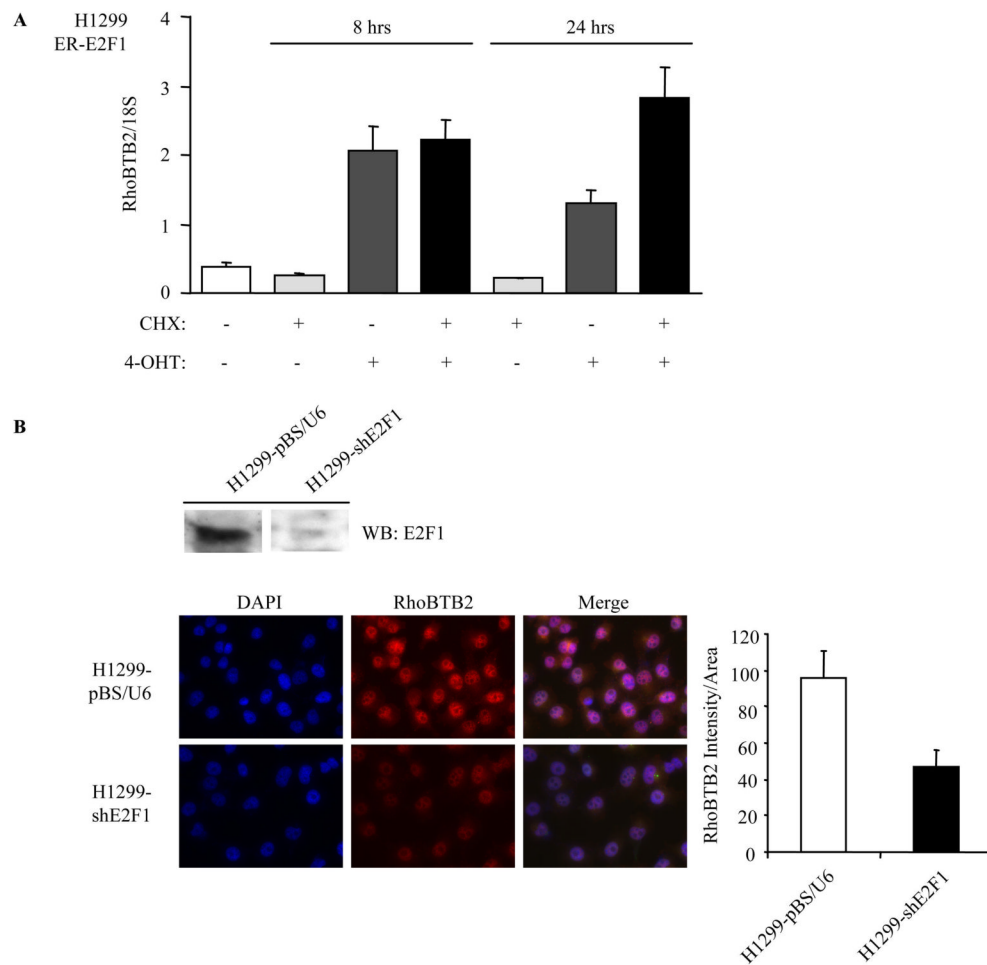 A
H1299
ER-E2F1
8 hrs
24 hrs
RhoBTB2/18S
4
3
2
1
0
CHX: - + - + + - +
4-OHT: - - + + - + +
B
H1299-pBS/U6
H1299-shE2F1
WB: E2F1
DAPI RhoBTB2 Merge
H1299-
pBS/U6
H1299-
shE2F1
RhoBTB2 Intensity/Area
120
100
80
60
40
20
0
H1299-pBS/U6
H1299-shE2F1